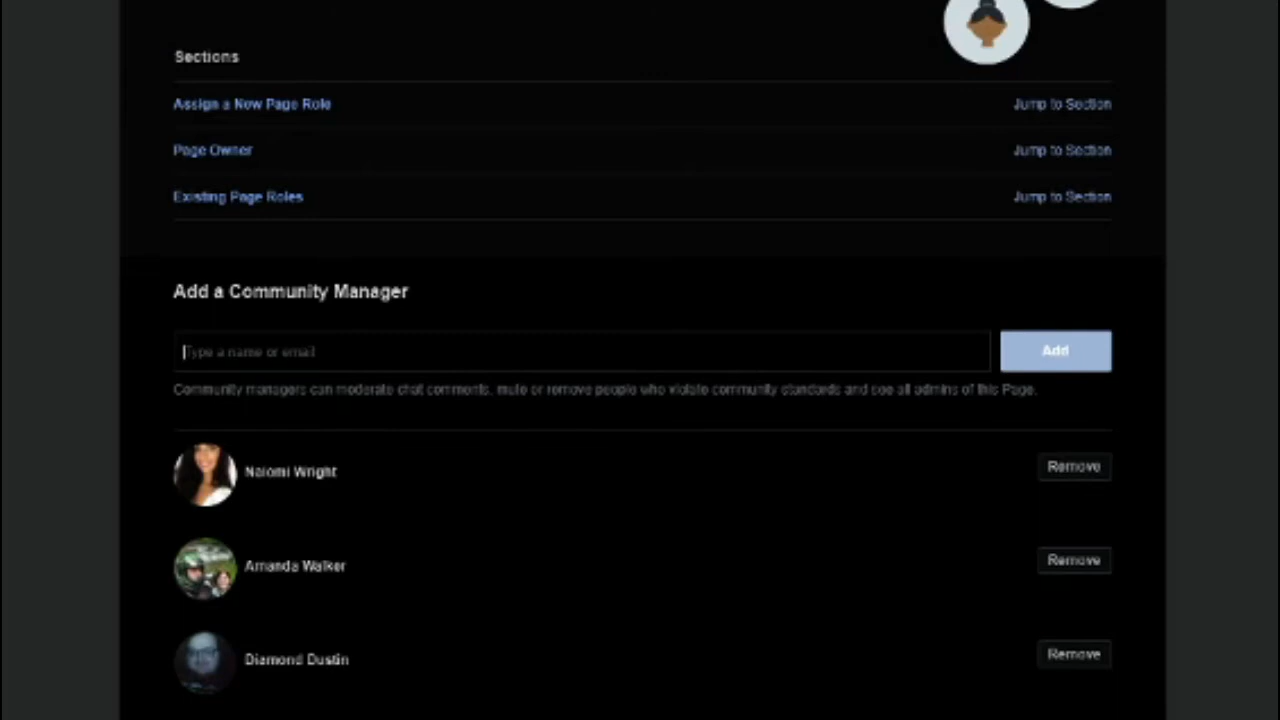 Sections
Assign a New Page Role
Jump to Section
Page Owner
Jump to Section
Existing Page Roles
Jump to Section
Add a Community Manager
Type a name or email
Add
Community managers can moderate chat comments, mute or remove people who violate community standards and see all admins of this Page.
Naiomi Wright
Remove
Amanda Walker
Remove
Diamond Dustin
Remove